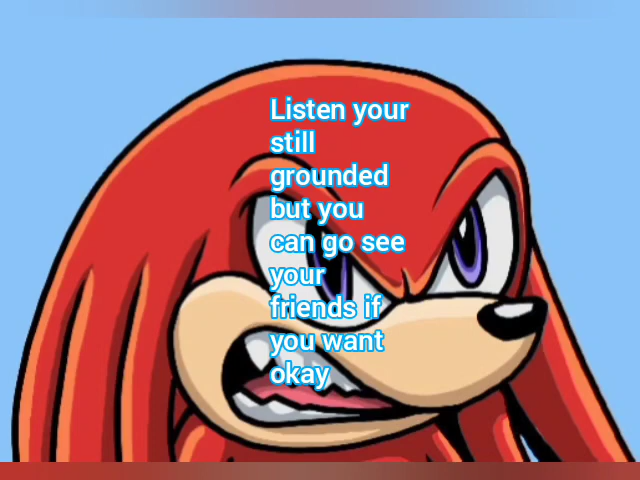 Listen your
still
grounded
but you
can go see
your
friends if
you want
okay